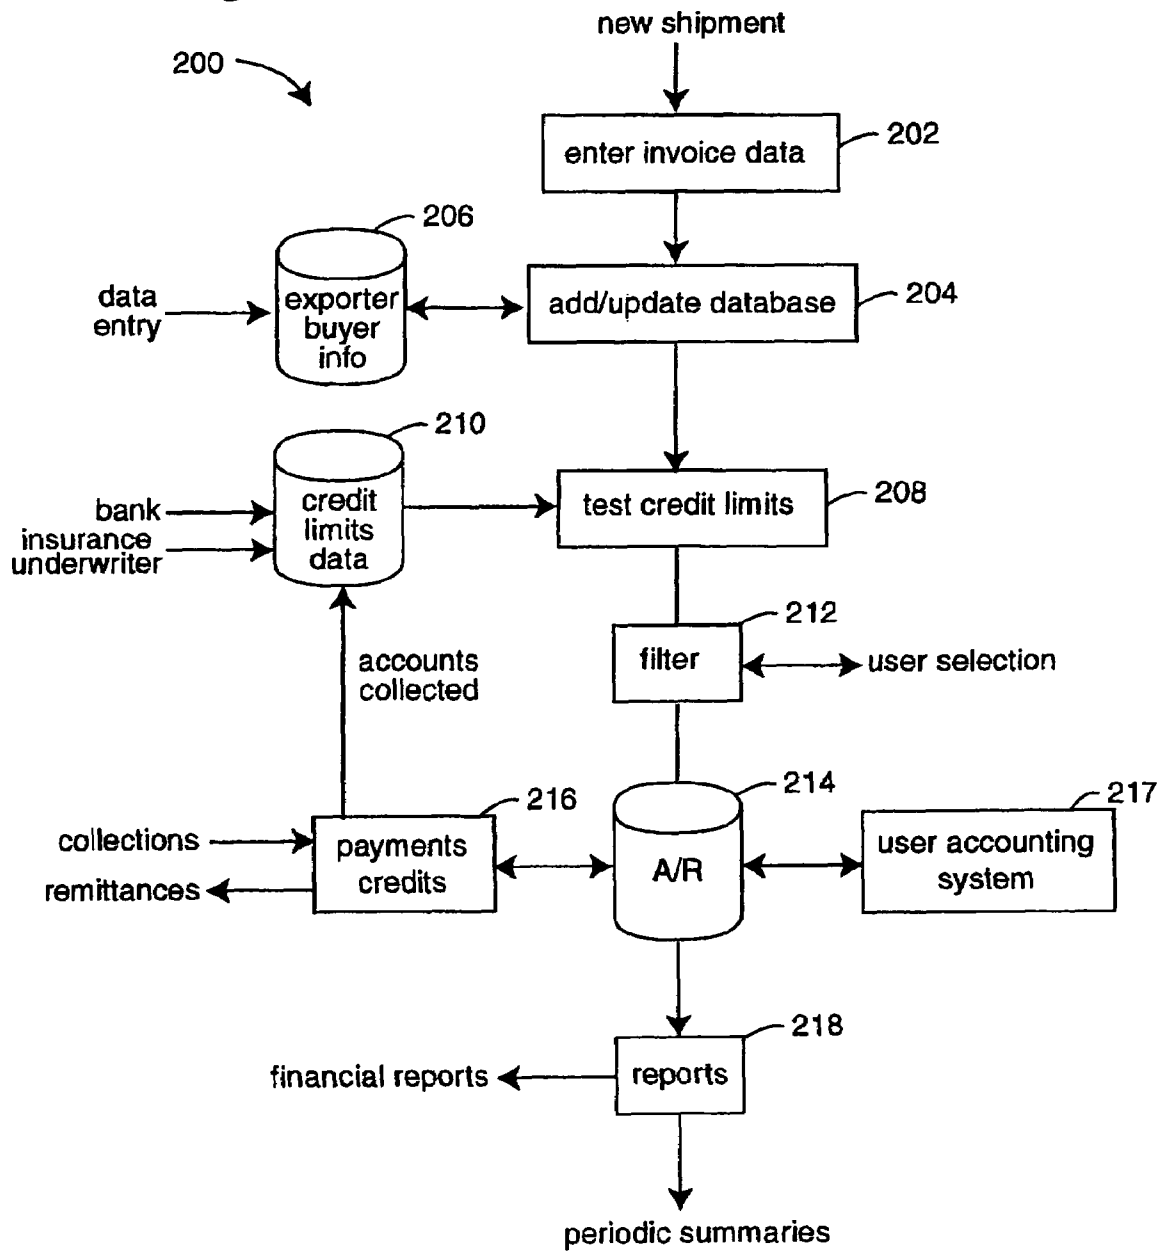 new shipment
200
enter invoice data
202
206
data
entry
exporter
buyer
info
add/update database
204
210
bank
insurance
underwriter
credit
limits
data
test credit limits
208
212
filter
user selection
accounts
collected
214
216
217
collections
remittances
payments
credits
A/R
user accounting
system
218
financial reports
reports
periodic summaries